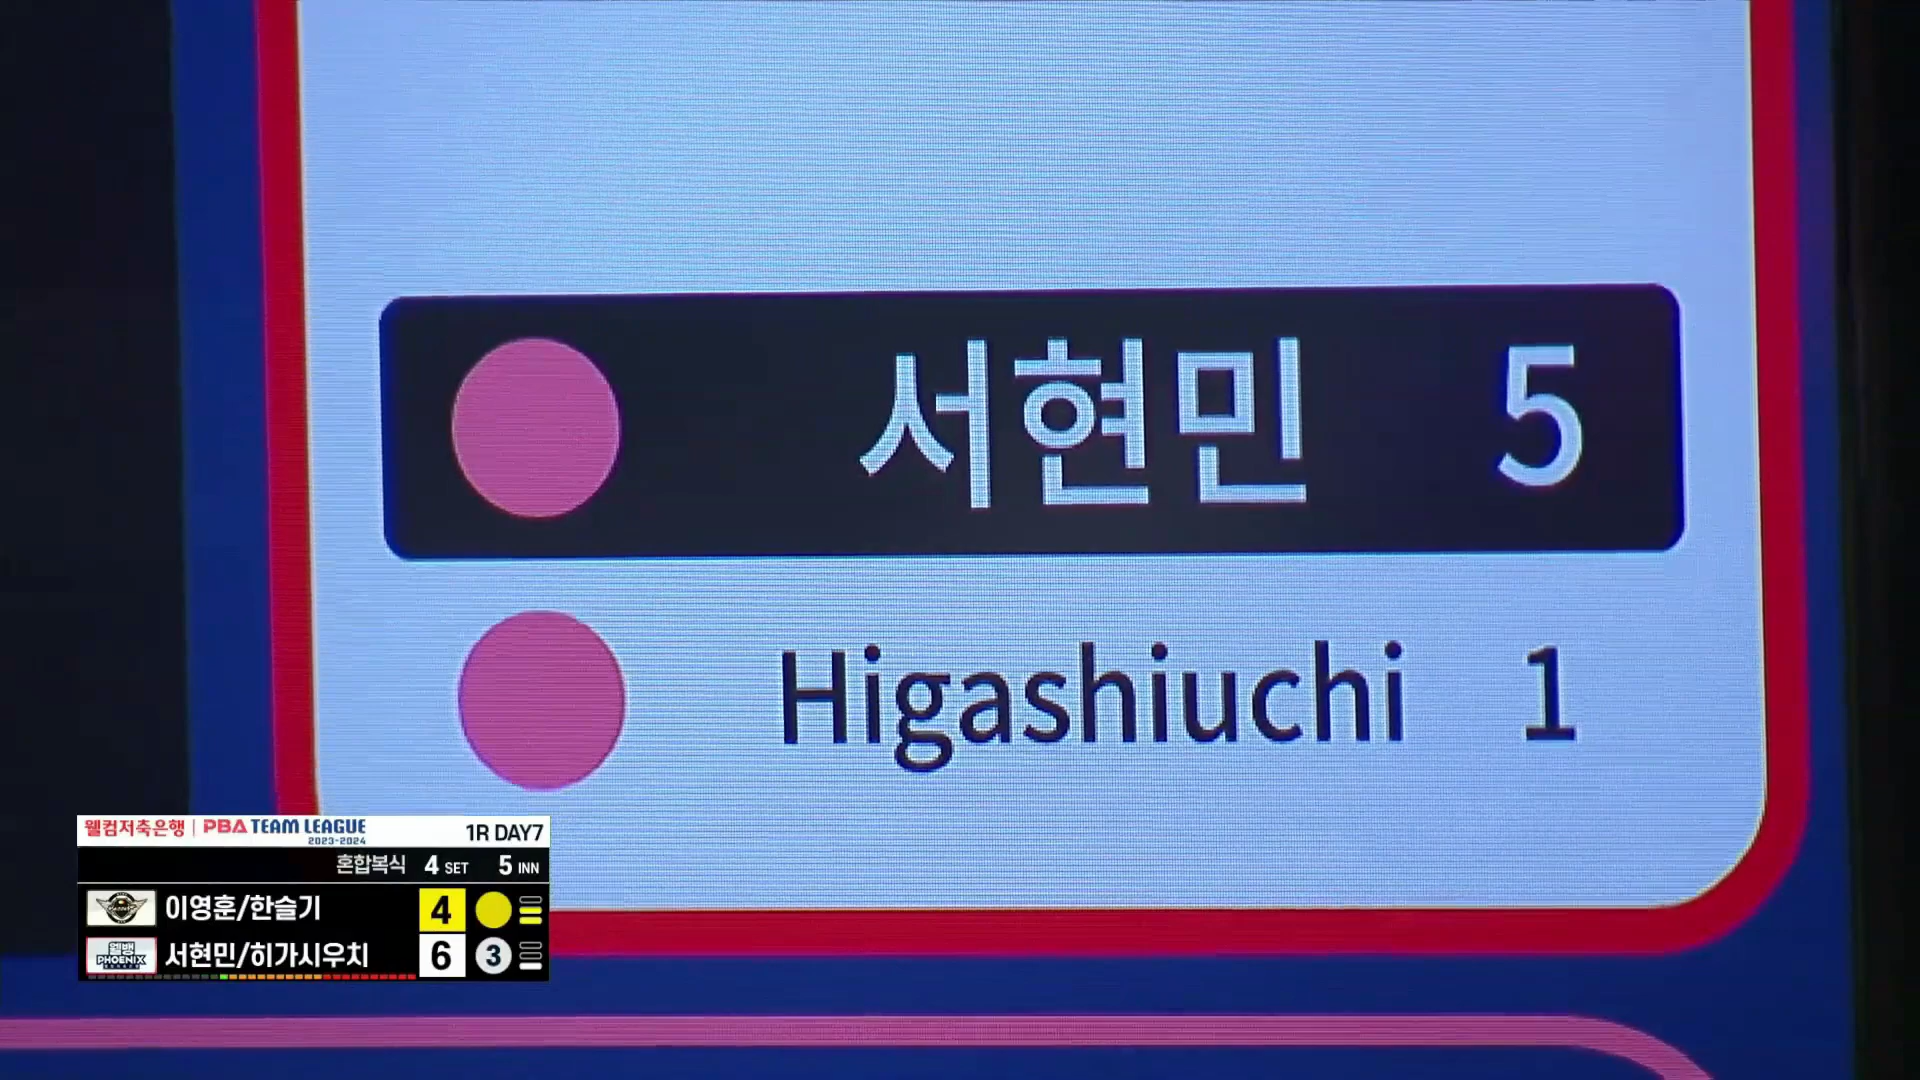 서현민 5
Higashiuchi 1
웰컴저축은행 | PBA TEAM LEAGUE 1R DAY7
2023-2024
혼합복식 4 SET 5 INN
이영훈/한슬기 4
웰뱅 PHOENIX 서현민/히가시우치 6 3